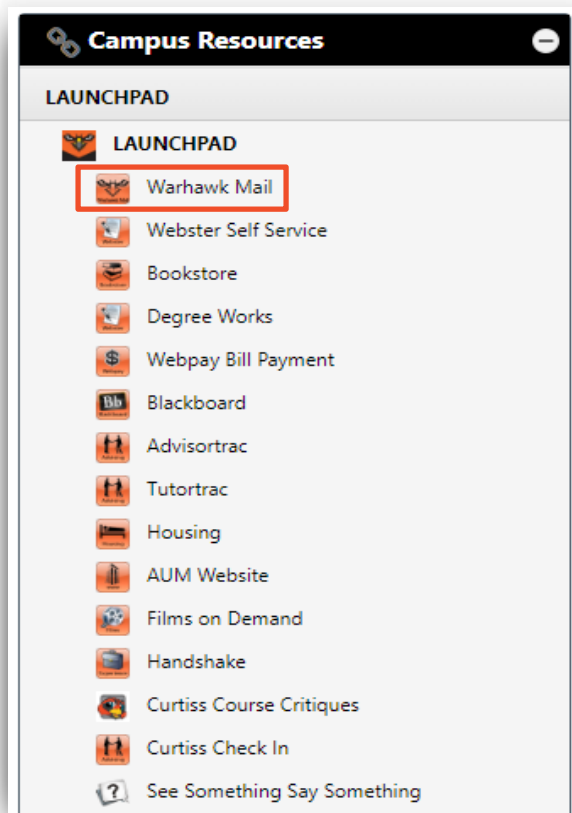 Campus Resources
LAUNCHPAD
LAUNCHPAD
Warhawk Mail
Webster Self Service
Bookstore
Degree Works
Webpay Bill Payment
Bb Blackboard
Advisortrac
Tutortrac
Housing
AUM Website
Films on Demand
Handshake
Curtiss Course Critiques
Curtiss Check In
See Something Say Something